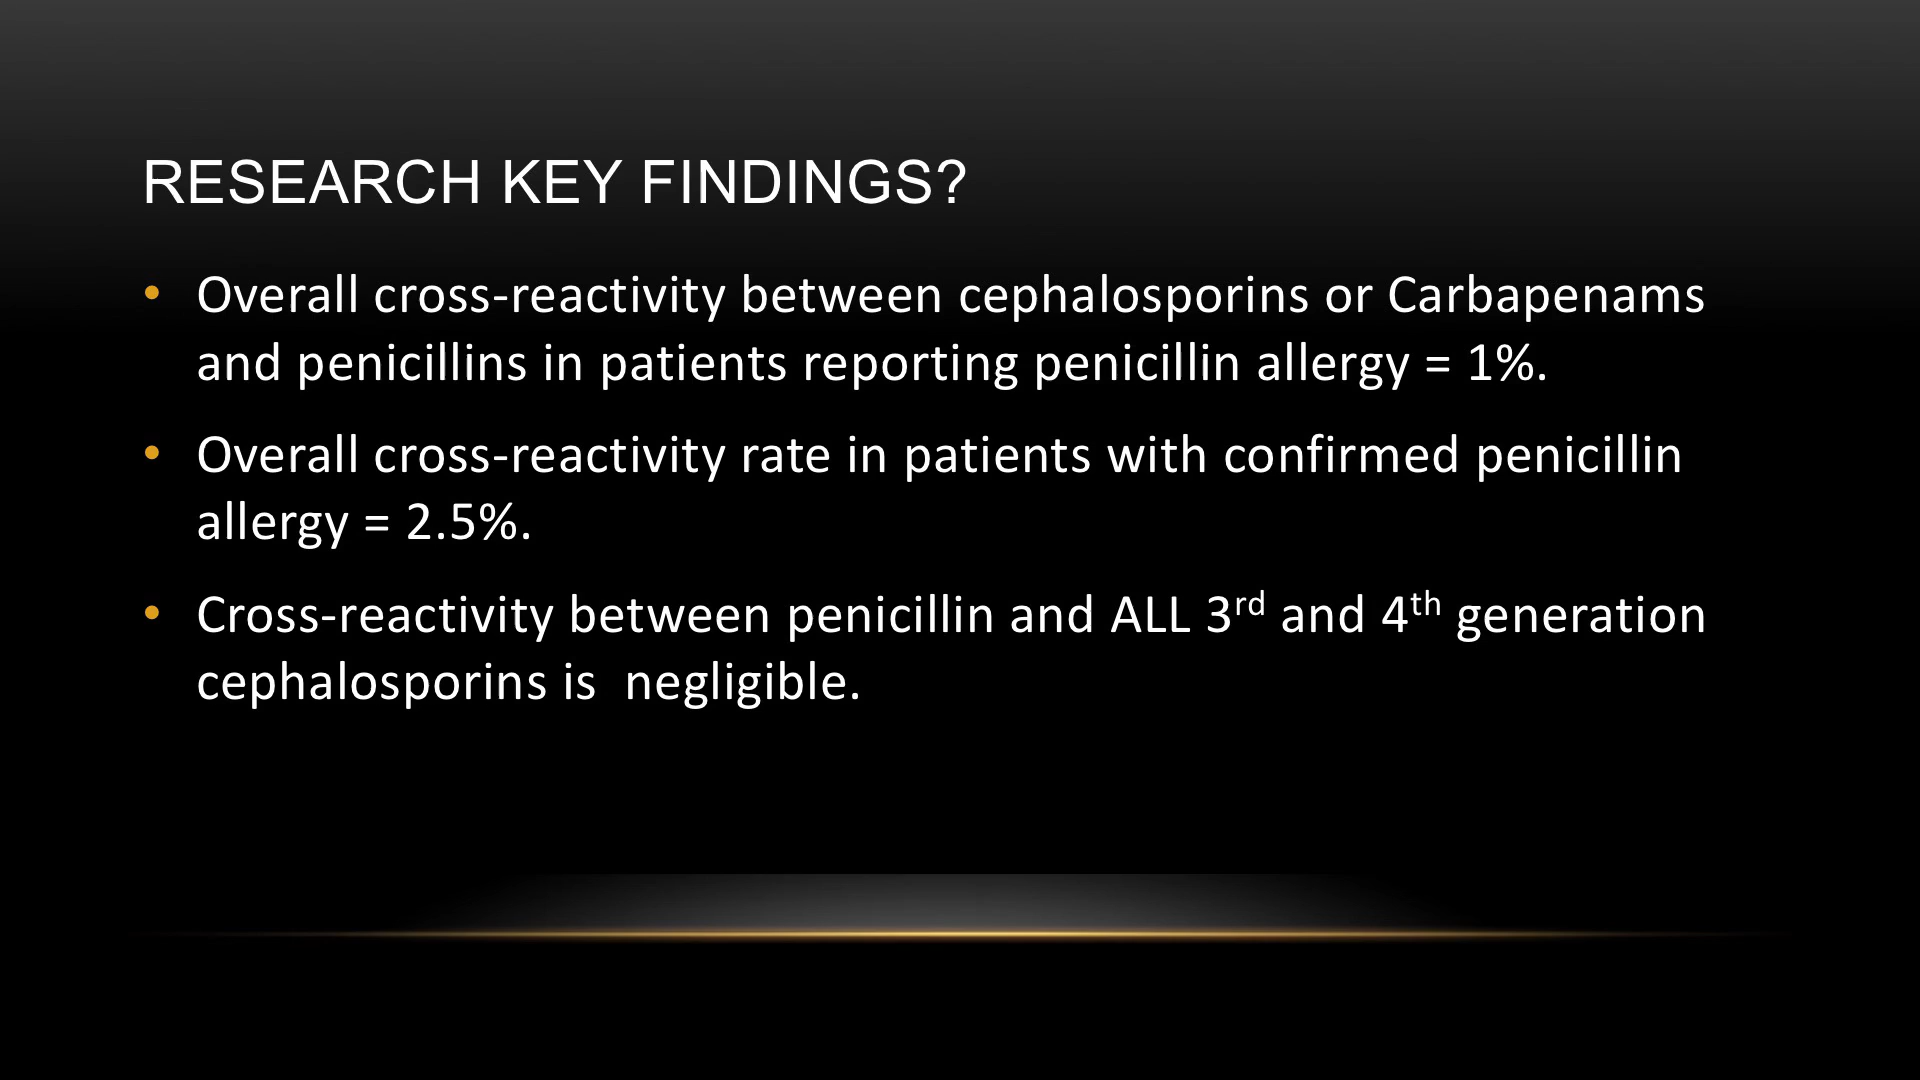 RESEARCH KEY FINDINGS?
• Overall cross-reactivity between cephalosporins or Carbapenams
and penicillins in patients reporting penicillin allergy = 1%.
• Overall cross-reactivity rate in patients with confirmed penicillin
allergy = 2.5%.
• Cross-reactivity between penicillin and ALL 3rd and 4th generation
cephalosporins is  negligible.